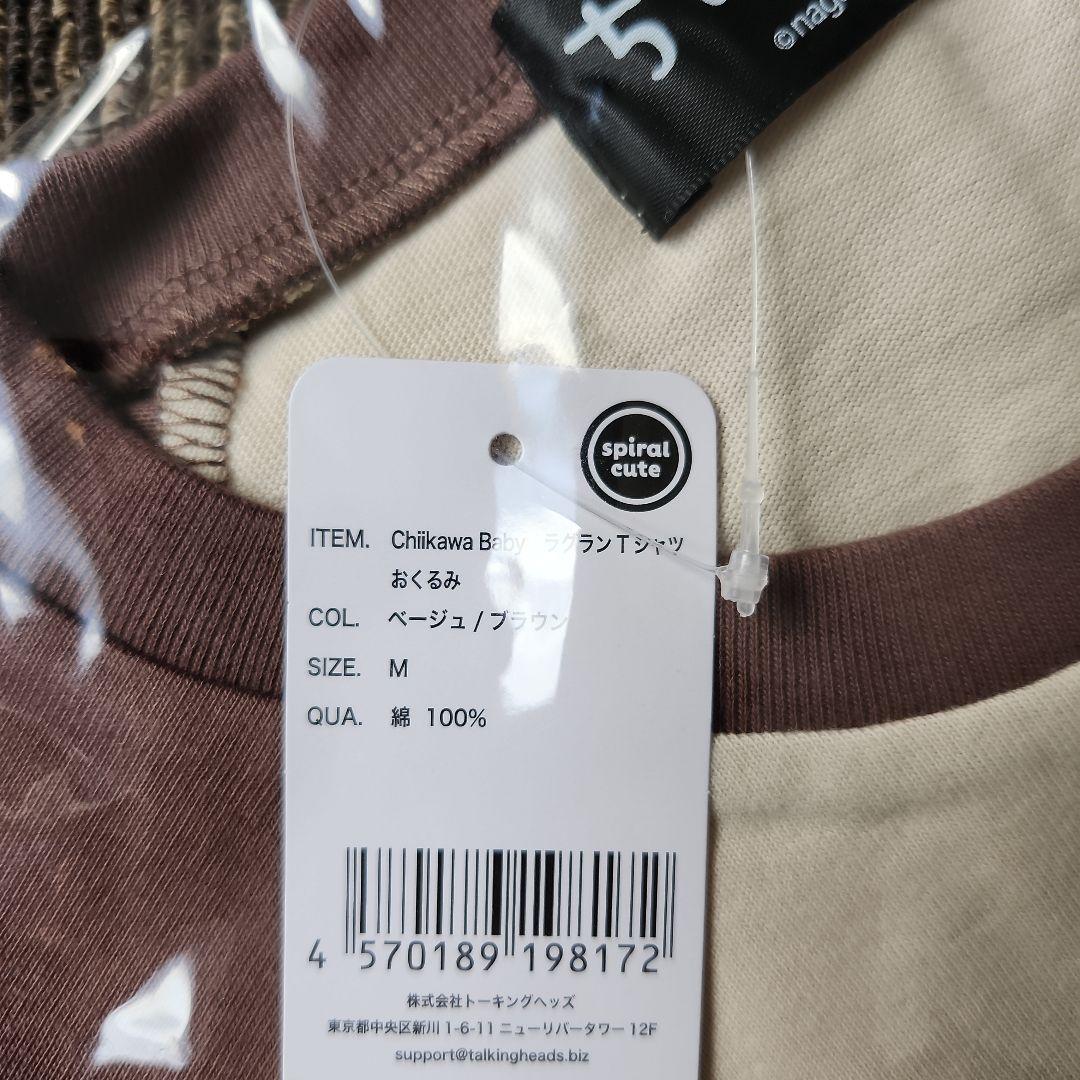 ©nag
spiral
cute
ITEM. Chiikawa Baby ラグランTシャツ
おくるみ
COL. ベージュ / ブラウン
SIZE. M
QUA. 綿 100%
4 570189 198172
株式会社トーキングヘッズ
東京都中央区新川 1-6-11 ニューリバータワー 12F
support@talkingheads.biz